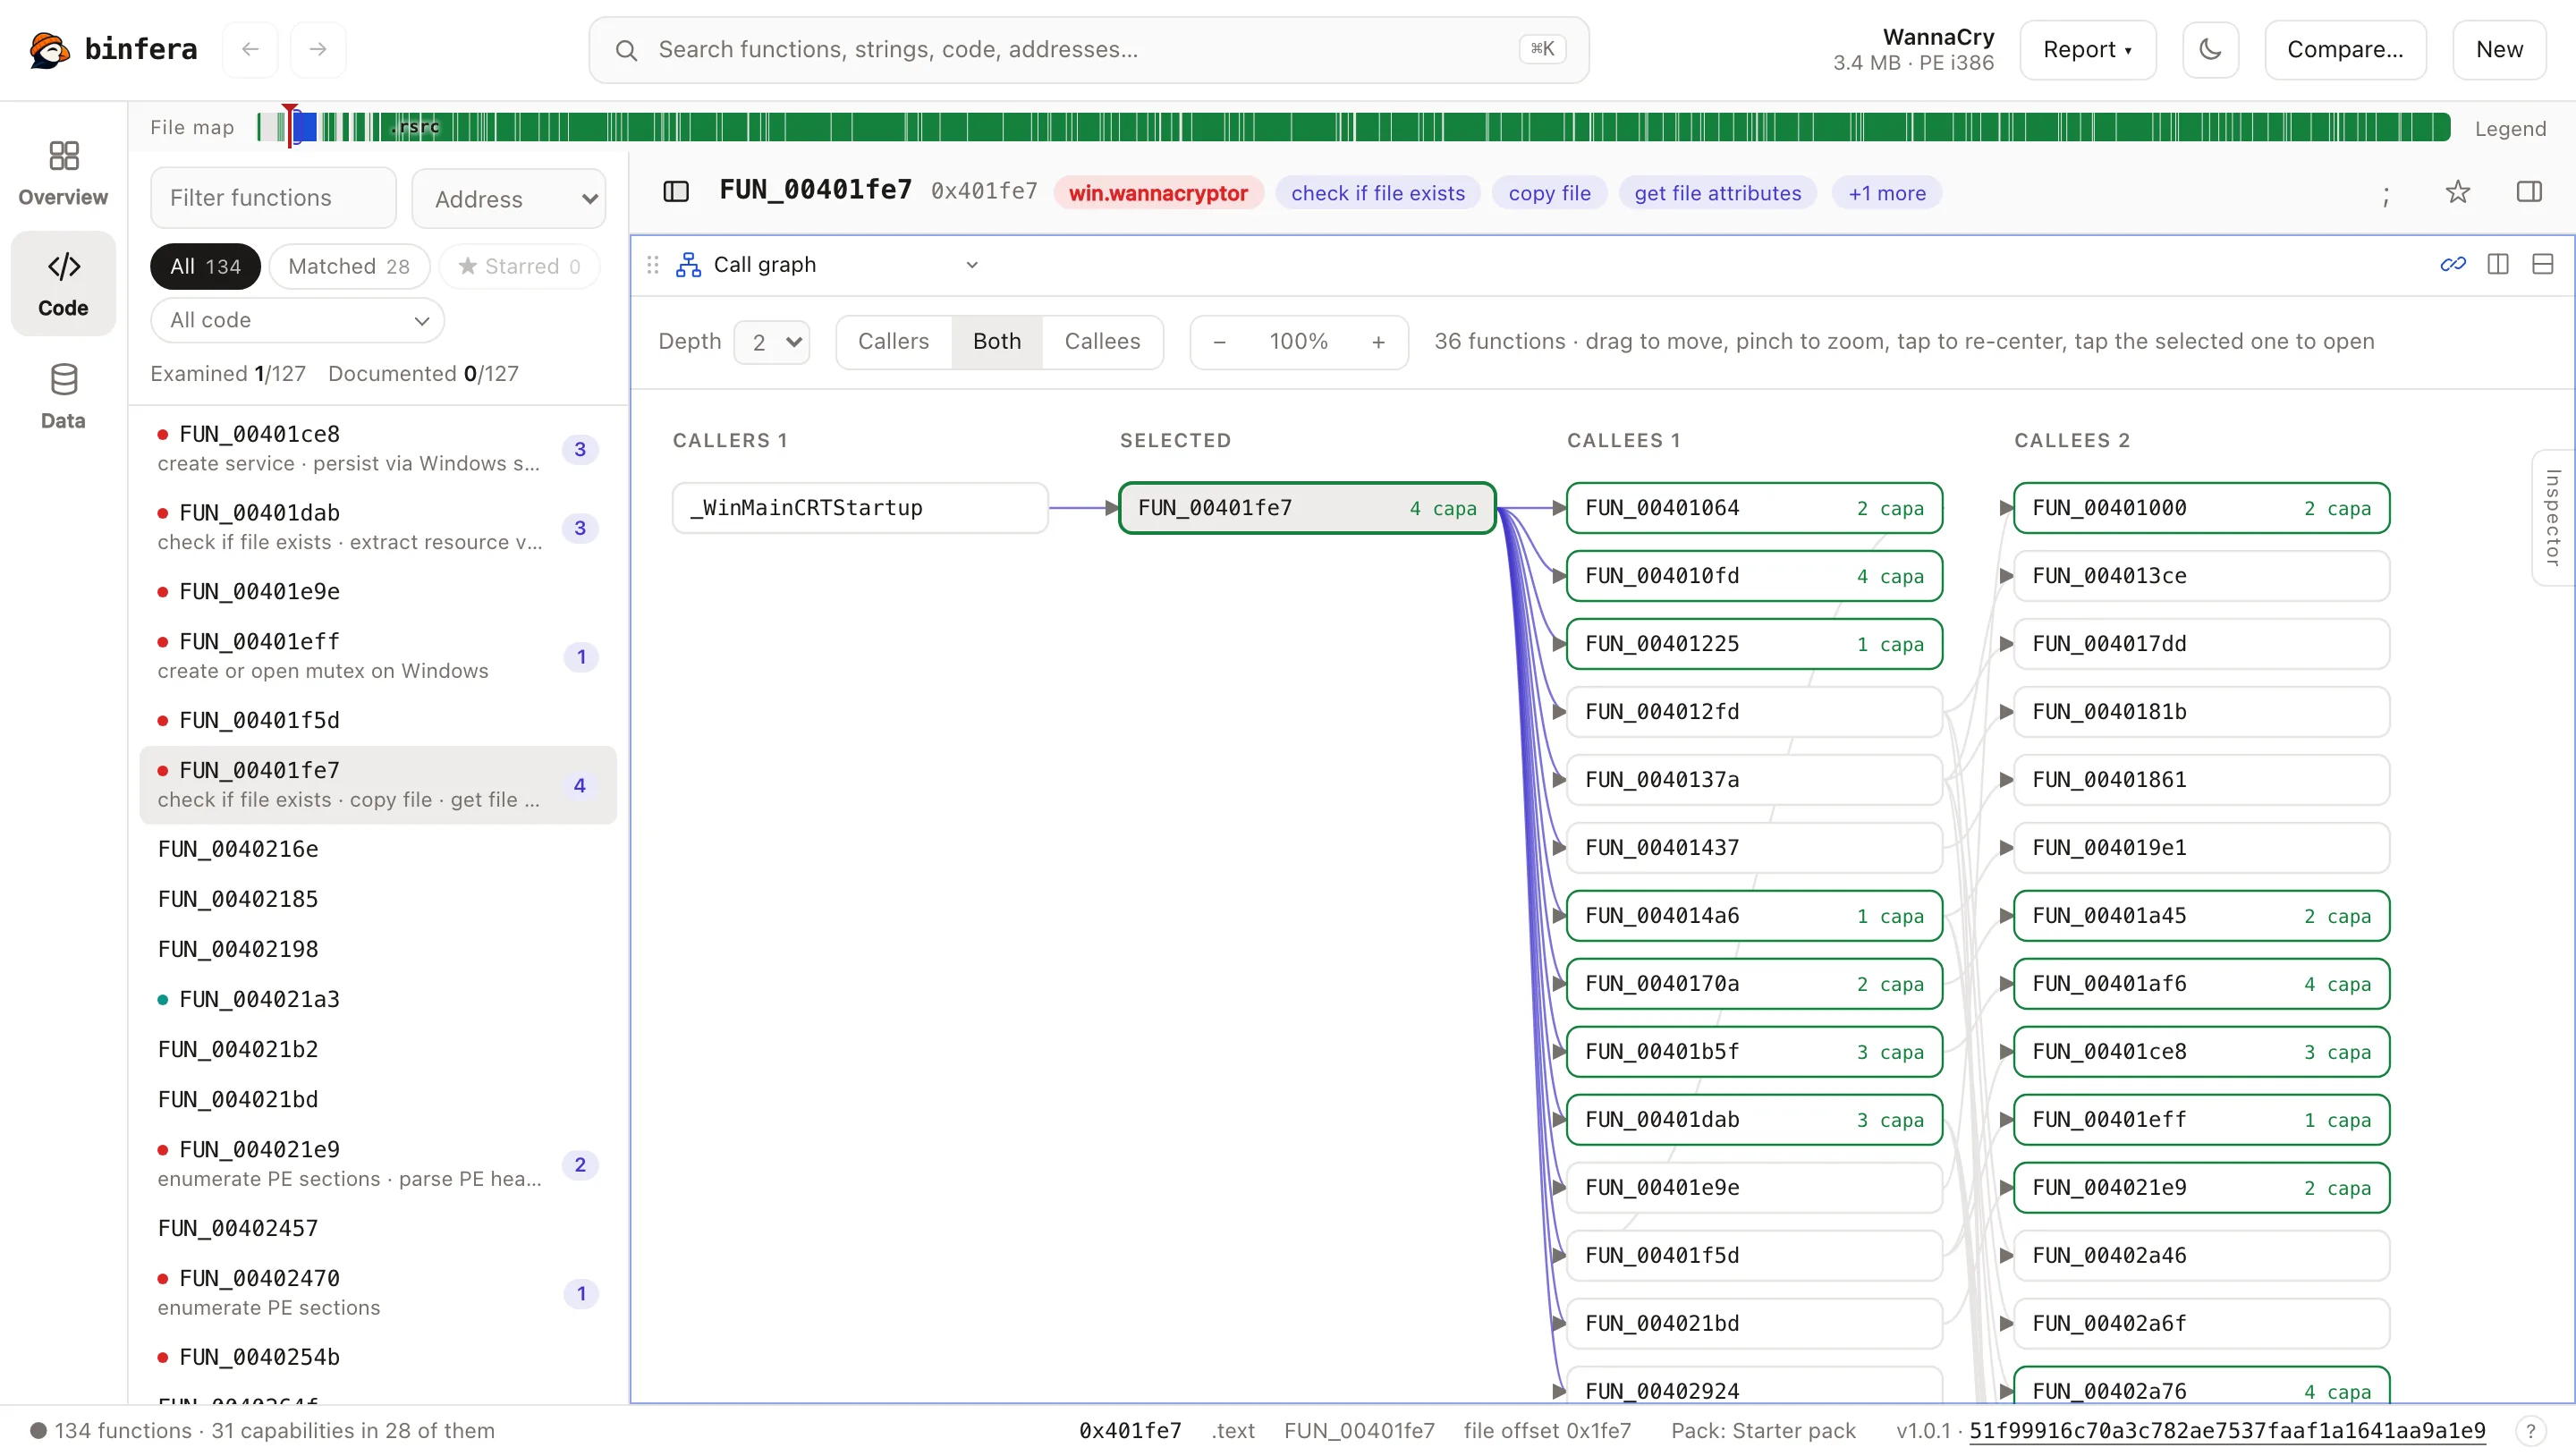 binfera
Search functions, strings, code, addresses...
⌘K
WannaCry
3.4 MB · PE i386
Report ▾
Compare...
New
Overview
Code
Data
File map
.rsrc
Legend
Filter functions
Address
All 134
Matched 28
★ Starred 0
All code
Examined 1/127 Documented 0/127
FUN_00401ce8
create service · persist via Windows s...
3
FUN_00401dab
check if file exists · extract resource v...
3
FUN_00401e9e
FUN_00401eff
create or open mutex on Windows
1
FUN_00401f5d
FUN_00401fe7
check if file exists · copy file · get file ...
4
FUN_0040216e
FUN_00402185
FUN_00402198
FUN_004021a3
FUN_004021b2
FUN_004021bd
FUN_004021e9
enumerate PE sections · parse PE hea...
2
FUN_00402457
FUN_00402470
enumerate PE sections
1
FUN_0040254b
FUN_00401fe7 0x401fe7 win.wannacryptor check if file exists copy file get file attributes +1 more
;
Call graph
Depth 2 Callers Both Callees − 100% + 36 functions · drag to move, pinch to zoom, tap to re-center, tap the selected one to open
CALLERS 1
_WinMainCRTStartup
SELECTED
FUN_00401fe7 4 capa
CALLEES 1
FUN_00401064 2 capa
FUN_004010fd 4 capa
FUN_00401225 1 capa
FUN_004012fd
FUN_0040137a
FUN_00401437
FUN_004014a6 1 capa
FUN_0040170a 2 capa
FUN_00401b5f 3 capa
FUN_00401dab 3 capa
FUN_00401e9e
FUN_00401f5d
FUN_004021bd
FUN_00402924
CALLEES 2
FUN_00401000 2 capa
FUN_004013ce
FUN_004017dd
FUN_0040181b
FUN_00401861
FUN_004019e1
FUN_00401a45 2 capa
FUN_00401af6 4 capa
FUN_00401ce8 3 capa
FUN_00401eff 1 capa
FUN_004021e9 2 capa
FUN_00402a46
FUN_00402a6f
FUN_00402a76 4 capa
Inspector
134 functions · 31 capabilities in 28 of them
0x401fe7 .text FUN_00401fe7 file offset 0x1fe7 Pack: Starter pack v1.0.1 · 51f99916c70a3c782ae7537faaf1a1641aa9a1e9 ?